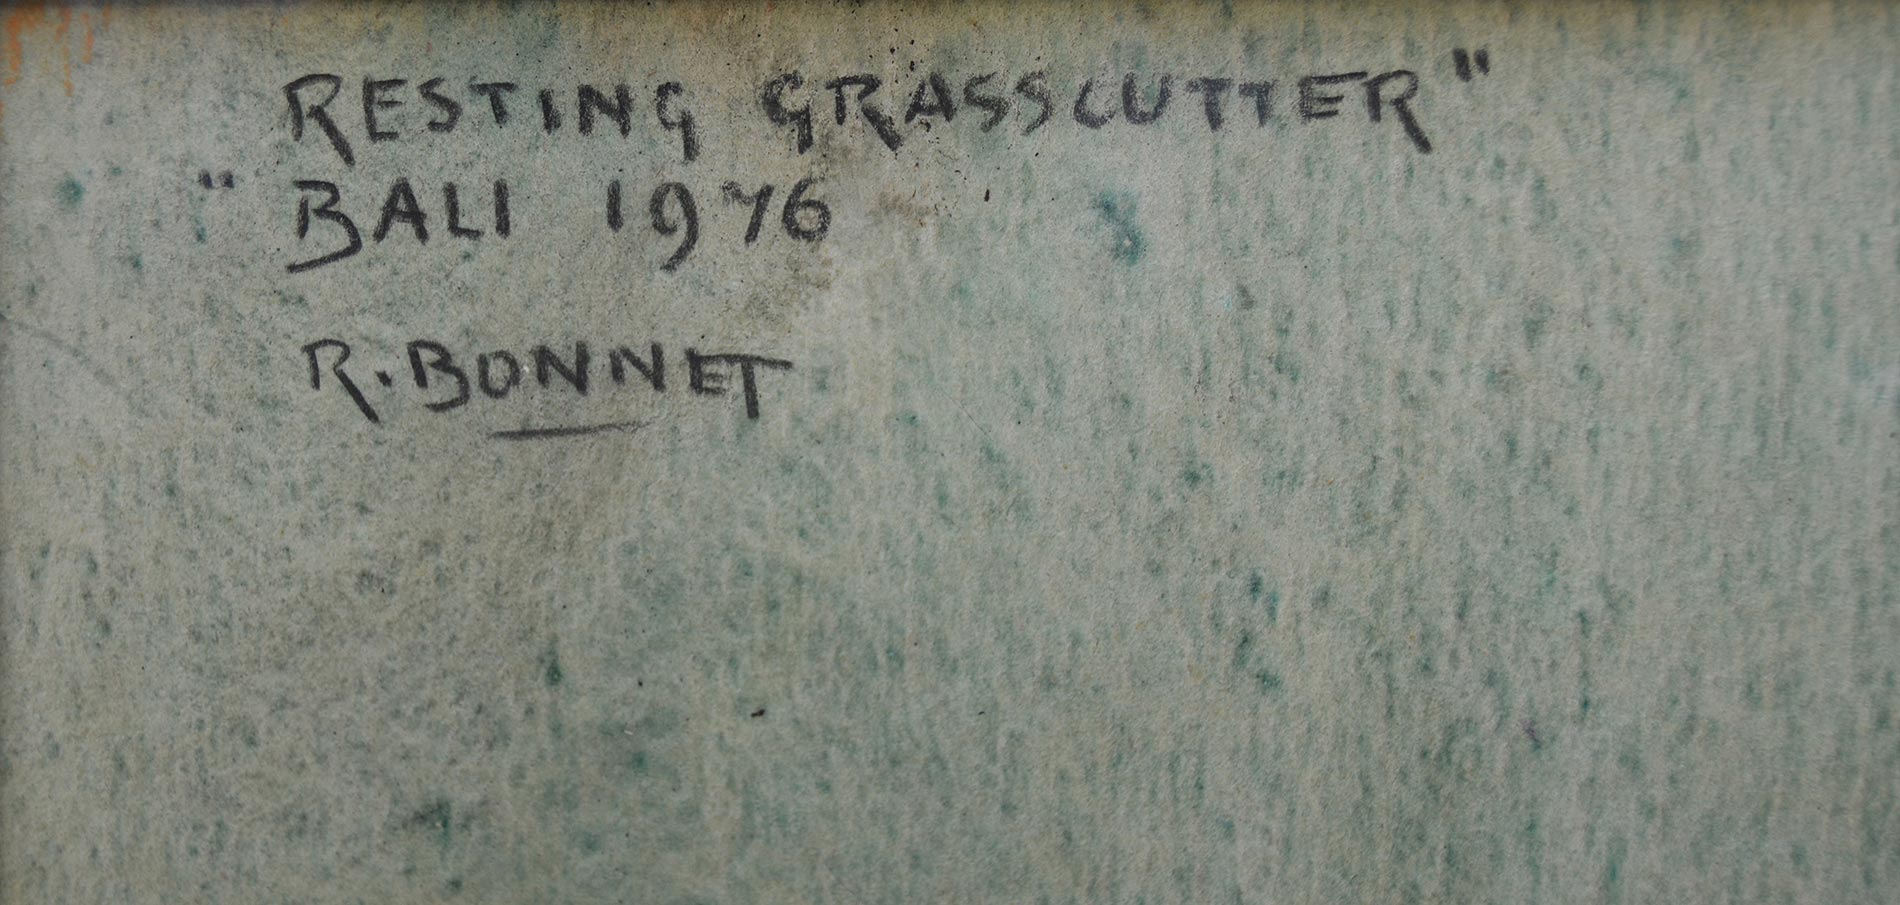 RESTING GRASSCUTTER"
"BALI 1976
R. BONNET